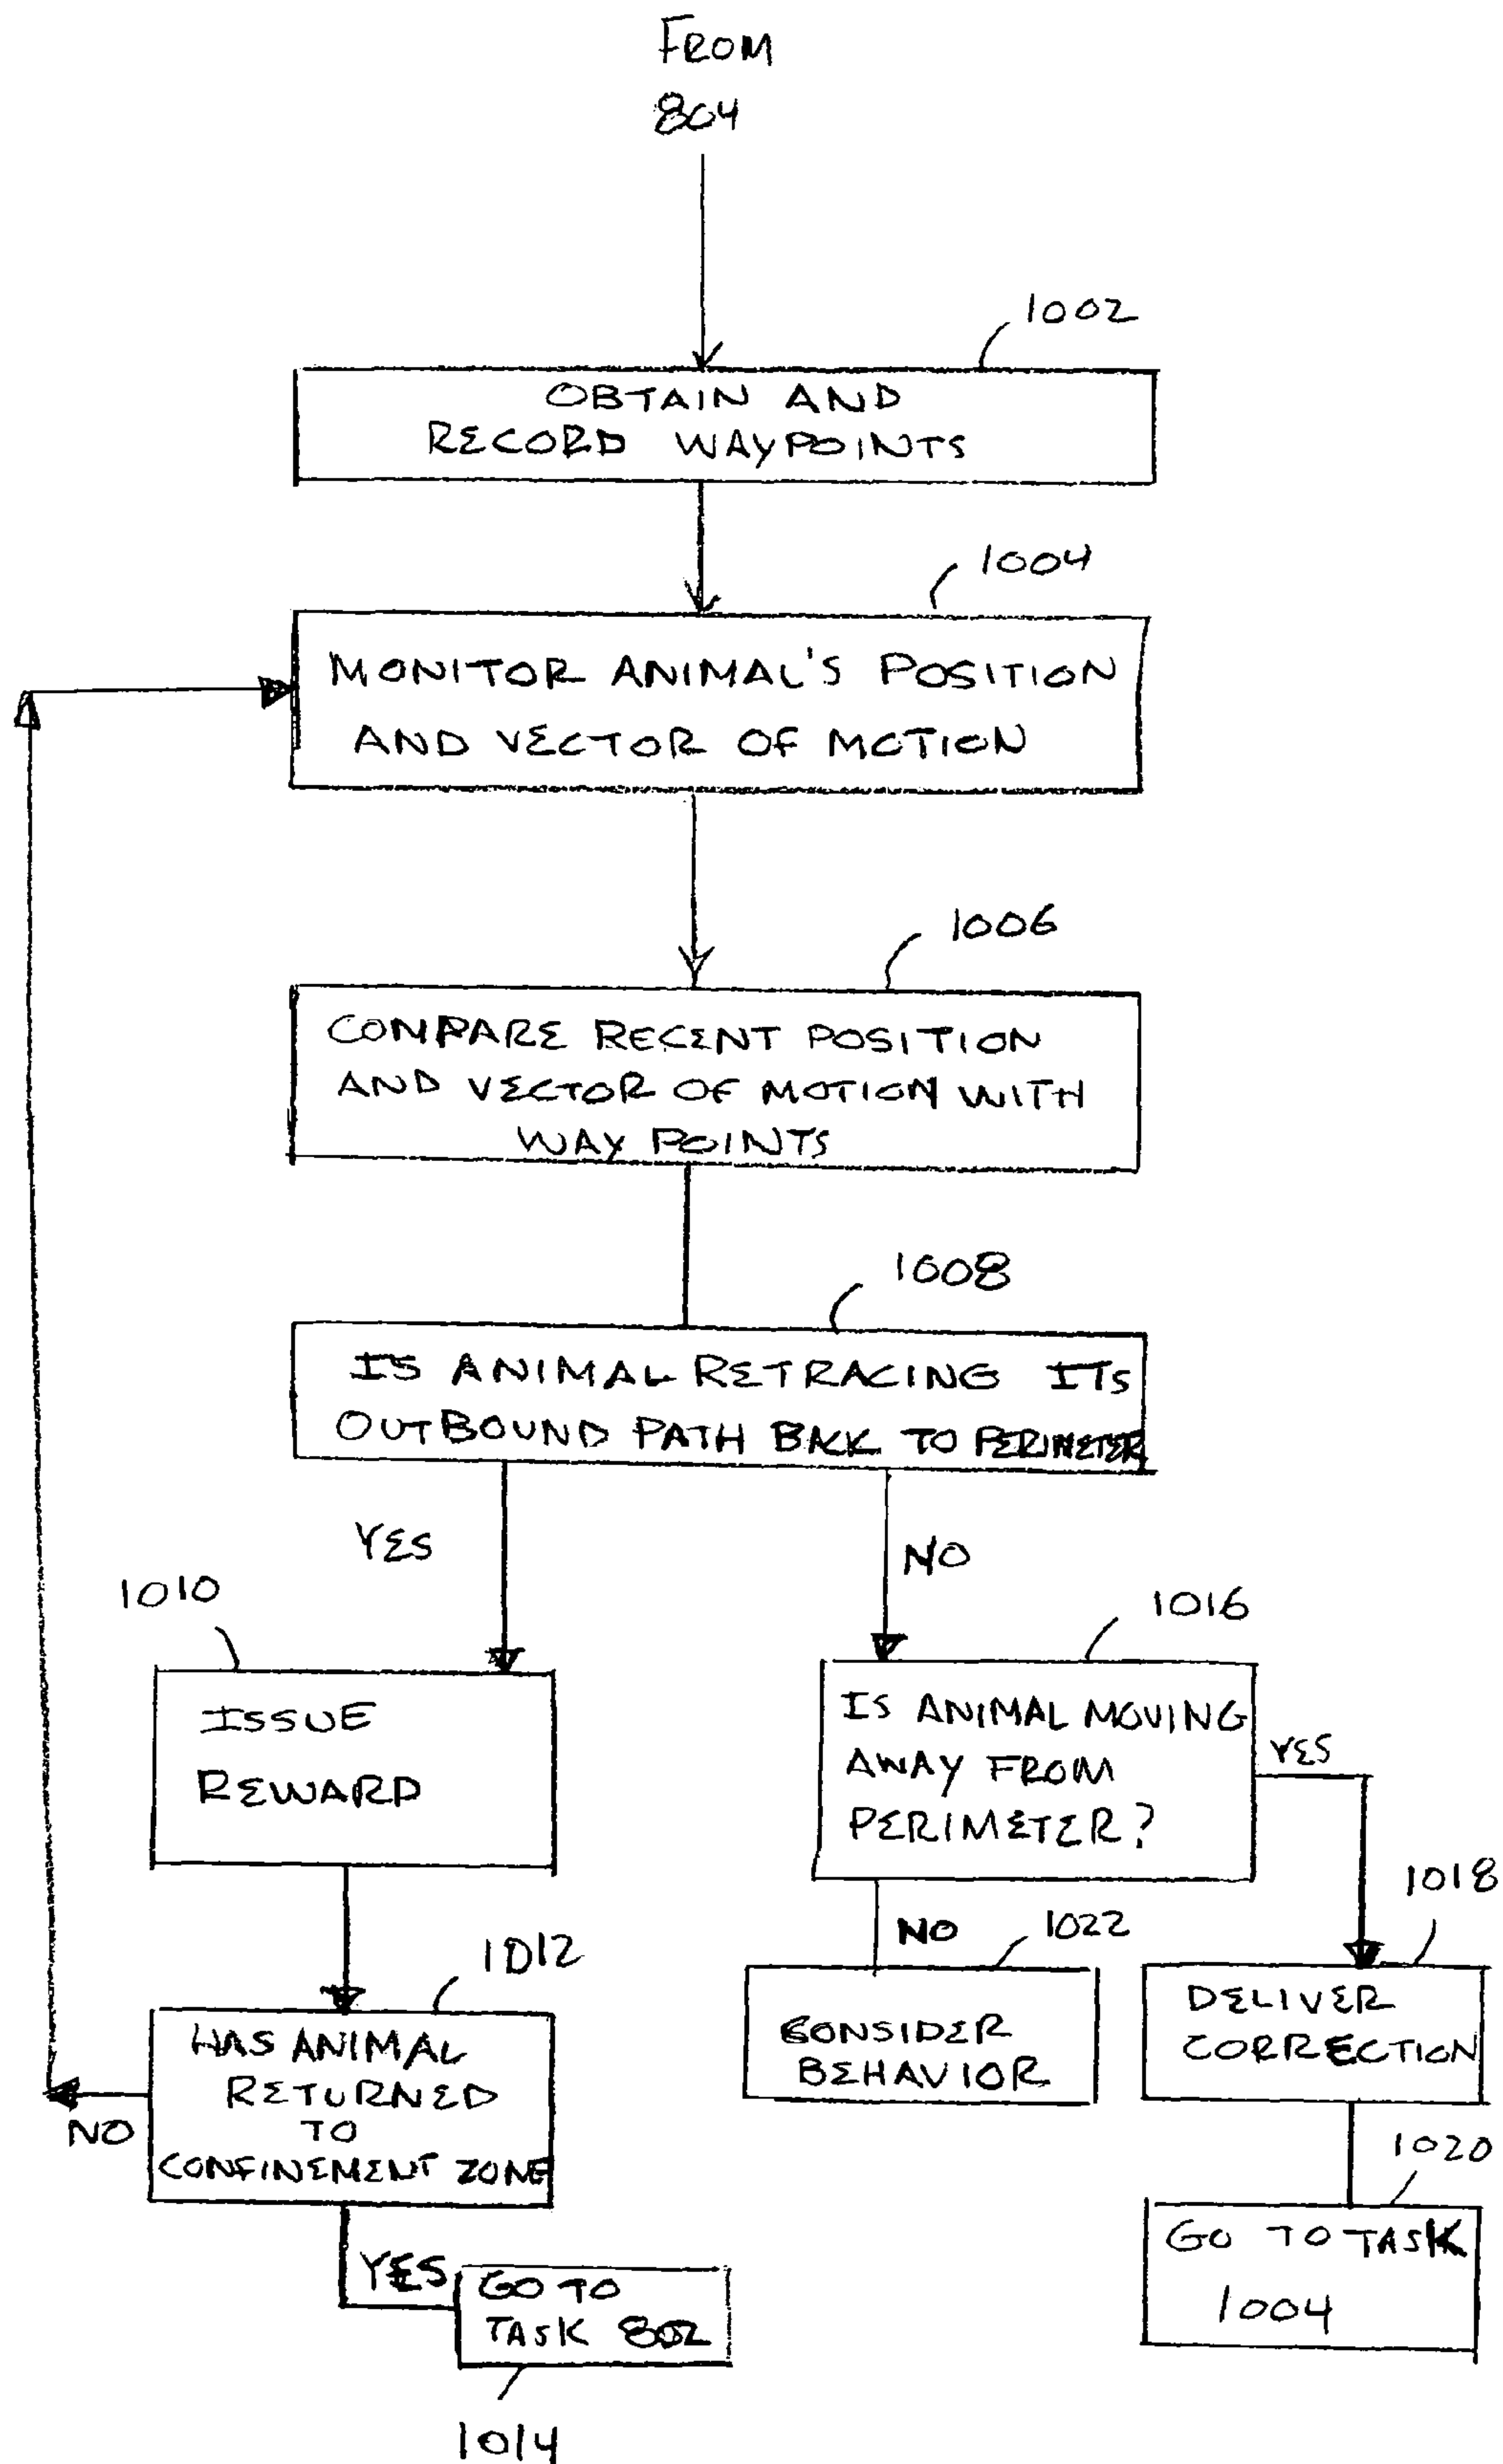 FROM
804
1002
OBTAIN AND
RECORD WAYPOINTS
1004
MONITOR ANIMAL'S POSITION
AND VECTOR OF MOTION
1006
COMPARE RECENT POSITION
AND VECTOR OF MOTION WITH
WAY POINTS
1008
IS ANIMAL RETRACING ITS
OUTBOUND PATH BACK TO PERIMETER
YES
NO
1010
ISSUE
REWARD
1016
IS ANIMAL MOVING
AWAY FROM
PERIMETER?
YES
1012
HAS ANIMAL
RETURNED
TO
CONFINEMENT ZONE
NO
YES
GO TO
TASK 802
1014
NO
1022
CONSIDER
BEHAVIOR
1018
DELIVER
CORRECTION
1020
GO TO TASK
1004